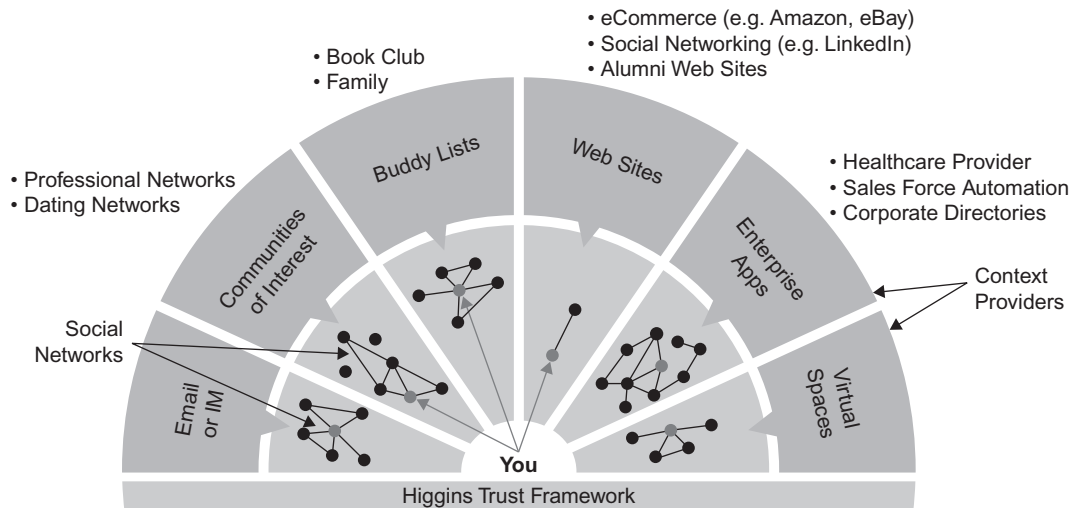 • eCommerce (e.g. Amazon, eBay)
• Social Networking (e.g. LinkedIn)
• Alumni Web Sites
• Book Club
• Family
Buddy Lists
Web Sites
• Professional Networks
• Dating Networks
• Healthcare Provider
• Sales Force Automation
• Corporate Directories
Communities
of Interest
Enterprise
Apps
Context
Providers
Social
Networks
Email
or IM
Virtual
Spaces
You
Higgins Trust Framework